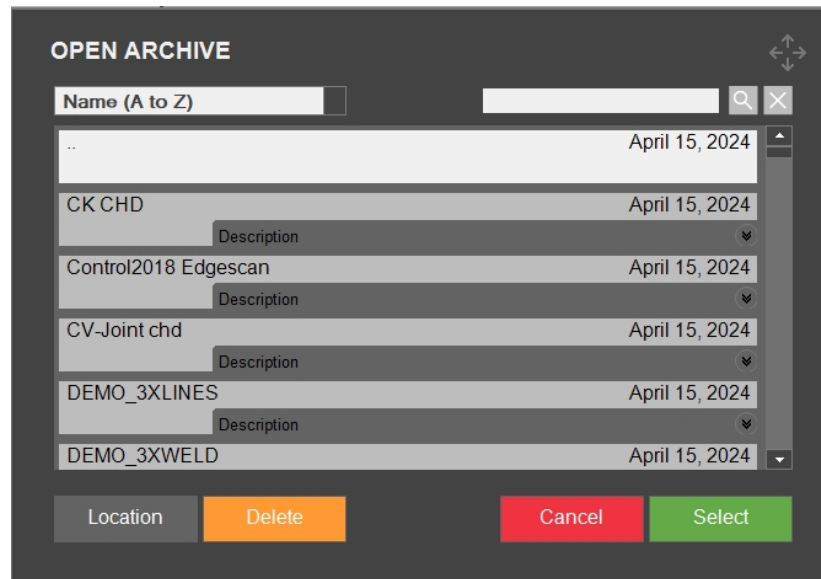 OPEN ARCHIVE
Name (A to Z)
.. April 15, 2024
CK CHD April 15, 2024
Description
Control2018 Edgescan April 15, 2024
Description
CV-Joint chd April 15, 2024
Description
DEMO_3XLINES April 15, 2024
Description
DEMO_3XWELD April 15, 2024
Location Delete Cancel Select